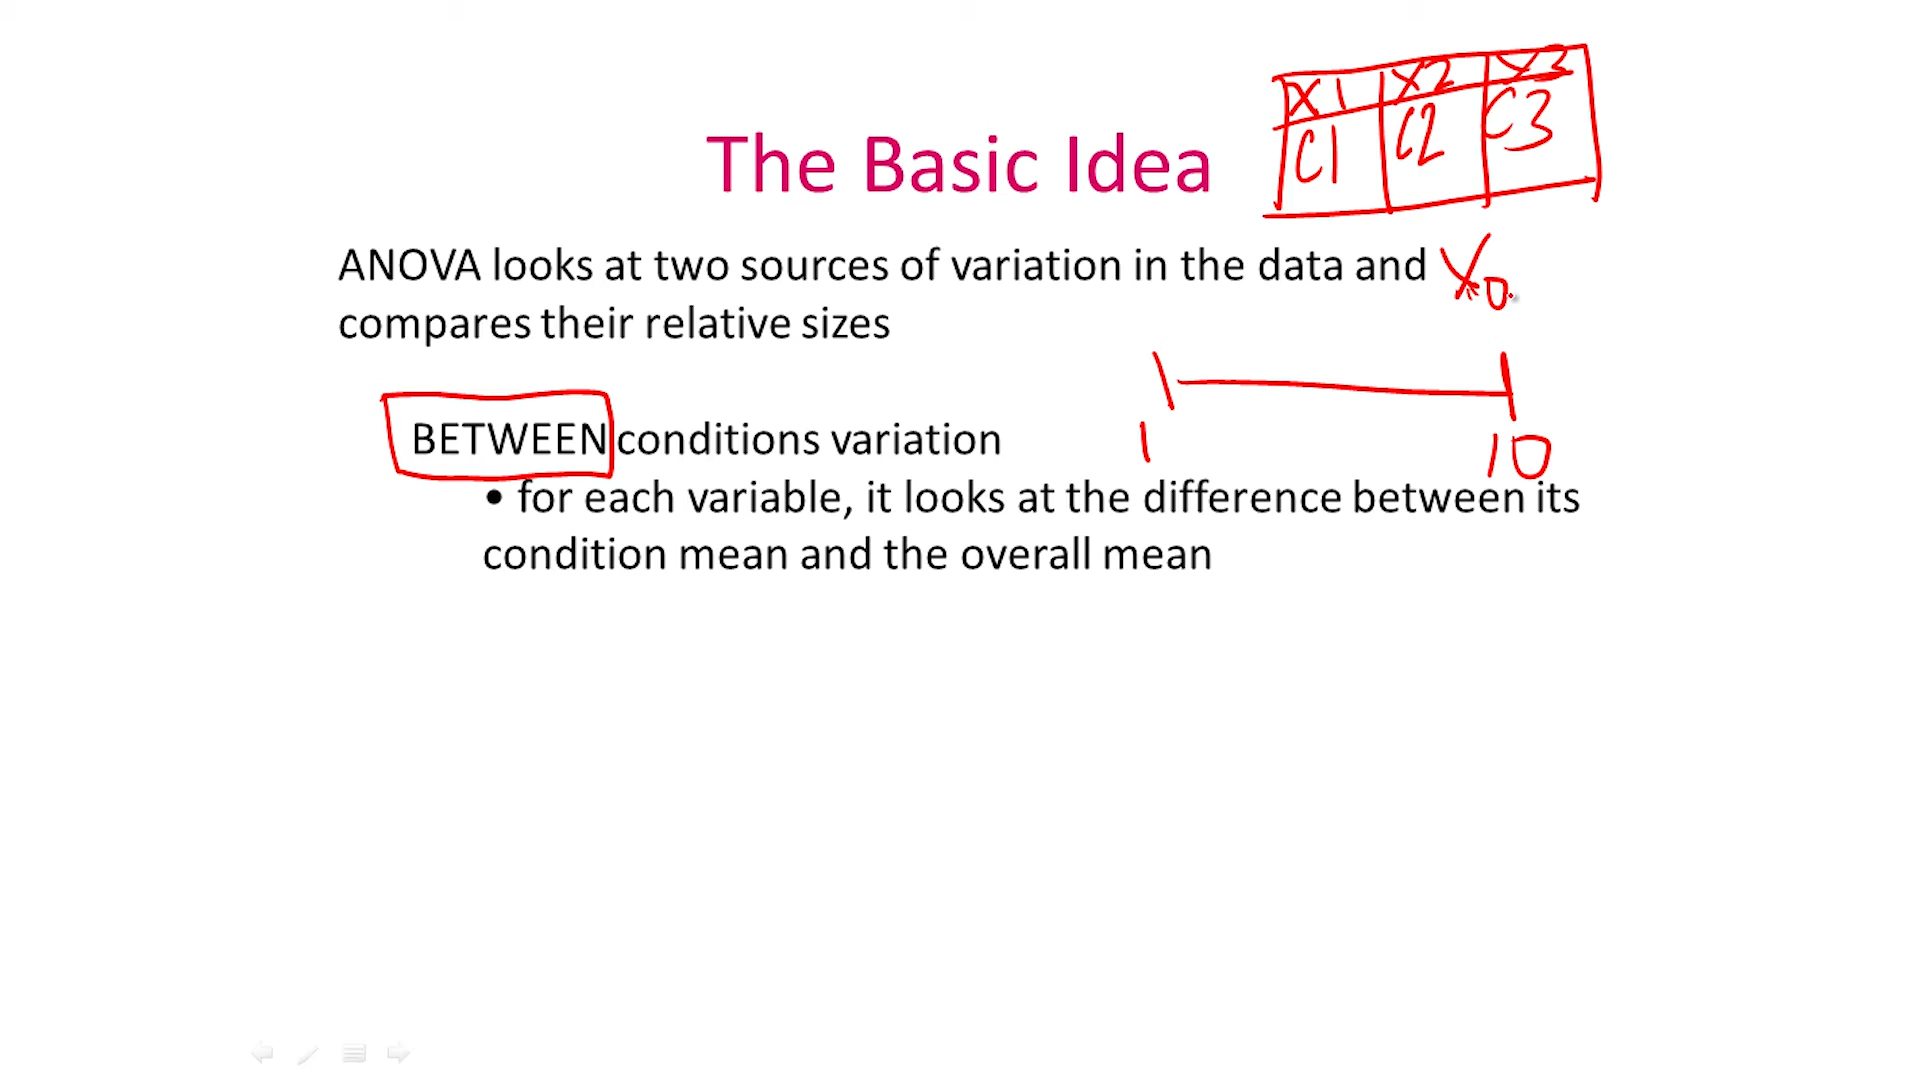 X1 X2 X3
C1 C2 C3
The Basic Idea
ANOVA looks at two sources of variation in the data and X0.
compares their relative sizes
BETWEEN conditions variation
1 10
• for each variable, it looks at the difference between its
condition mean and the overall mean